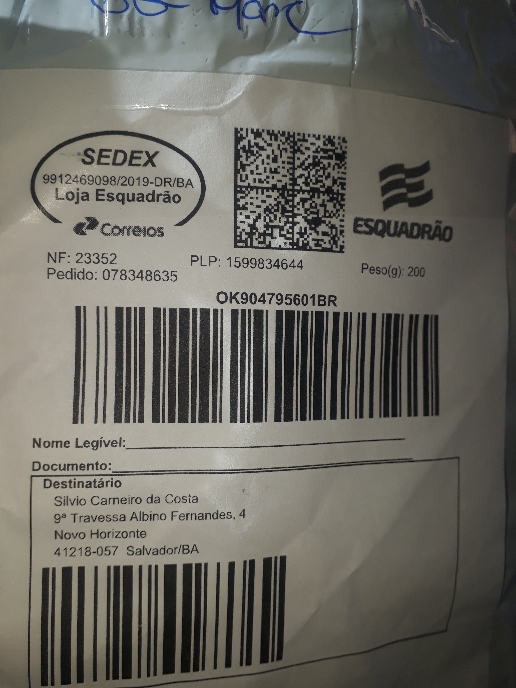 SEDEX
9912469098/2019-DR/BA
Loja Esquadrão
Correios
ESQUADRÃO
NF: 23352
PLP: 1599834644
Peso(g): 200
Pedido: 078348635
OK904795601BR
Nome Legível:
Documento:
Destinatário
Silvio Carneiro da Costa
9ª Travessa Albino Fernandes, 4
Novo Horizonte
41218-057 Salvador/BA